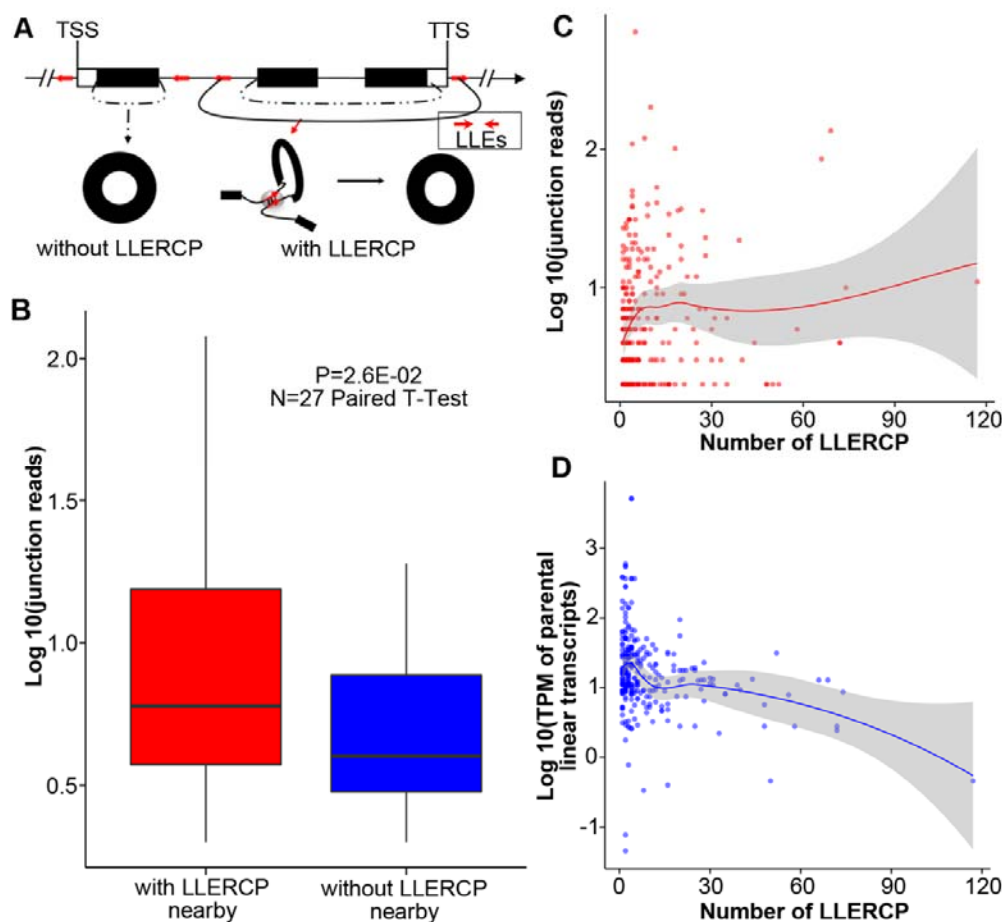 A
TSS
TTS
LLEs
without LLERCP
with LLERCP
B
Log 10(junction reads)
2.0
1.5
1.0
0.5
P=2.6E-02
N=27 Paired T-Test
with LLERCP
nearby
without LLERCP
nearby
C
Log 10(junction reads)
2
1
0
30
60
90
120
Number of LLERCP
D
Log 10(TPM of parental
linear transcripts)
3
2
1
0
-1
0
30
60
90
120
Number of LLERCP